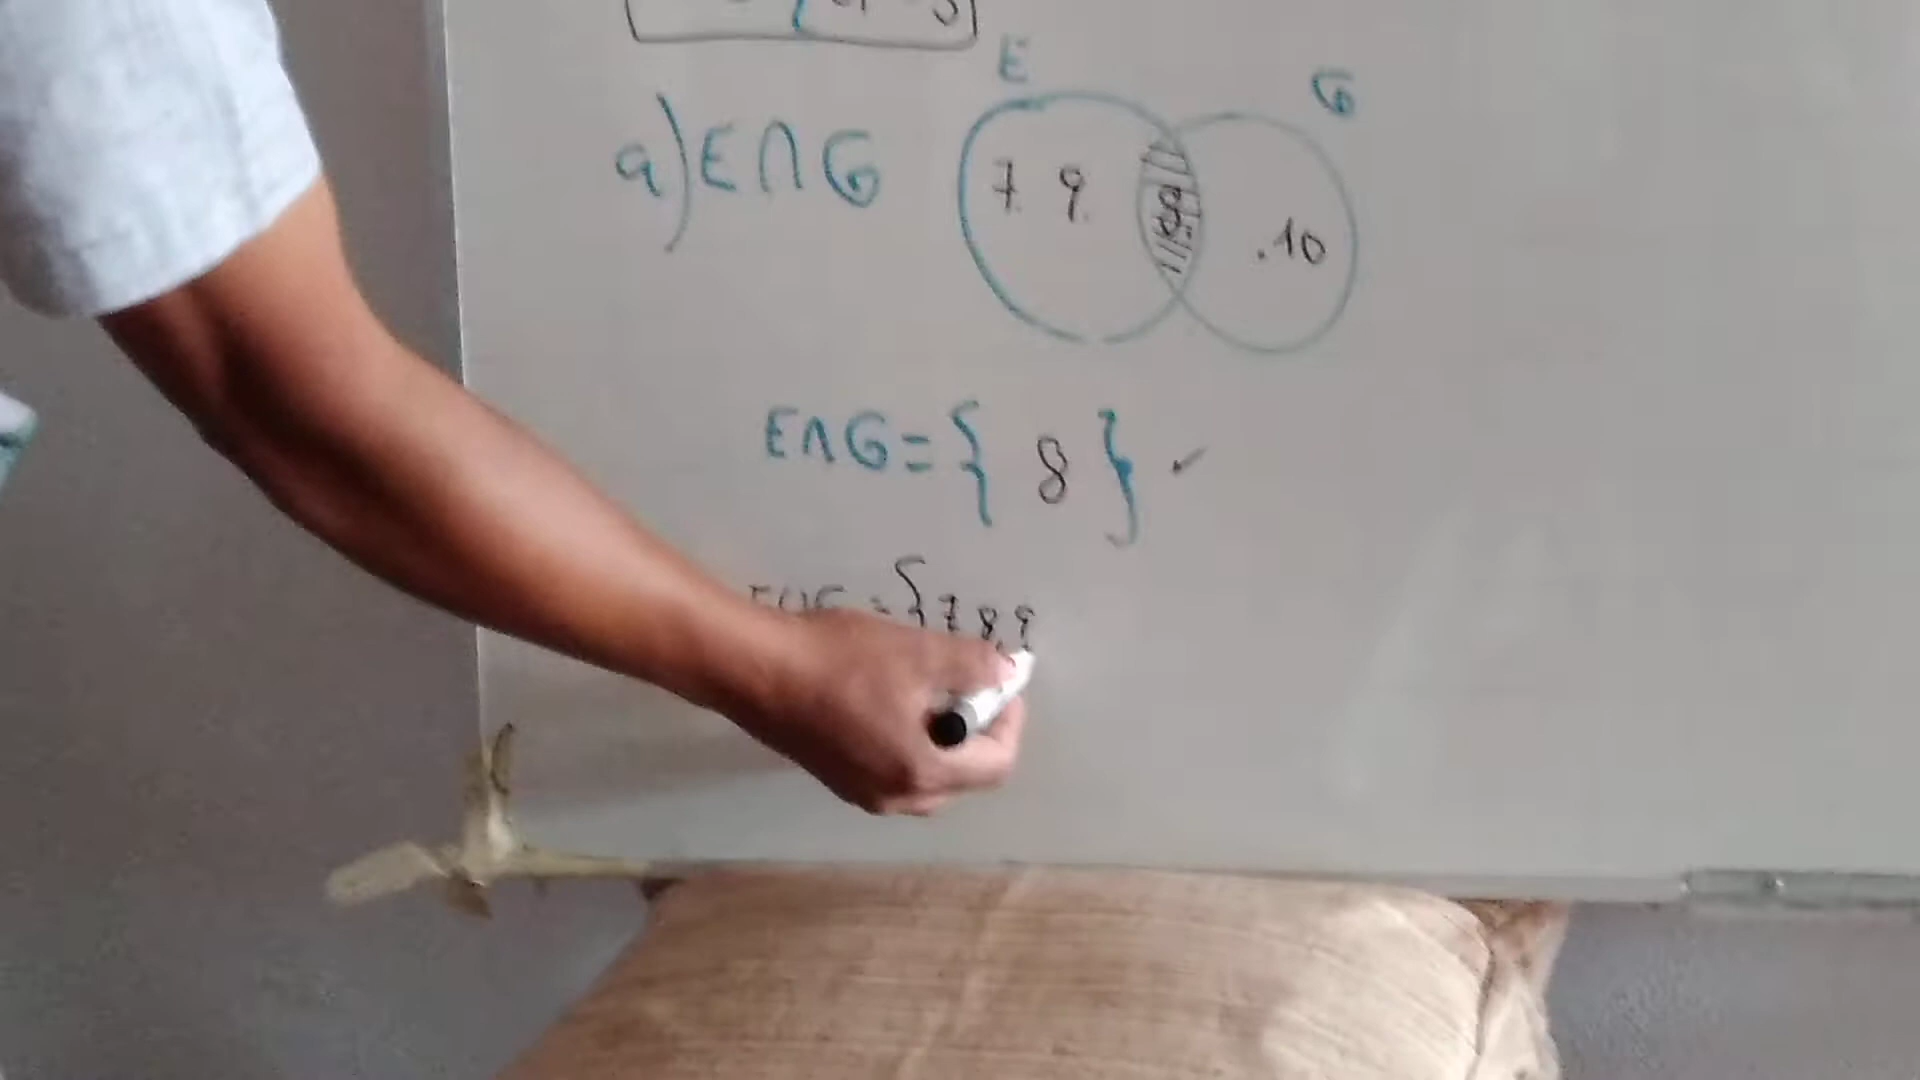 E
G
a) E∩G
7. 9. 8. .10
E∩G = { 8 } ✓
= {7 8, 9